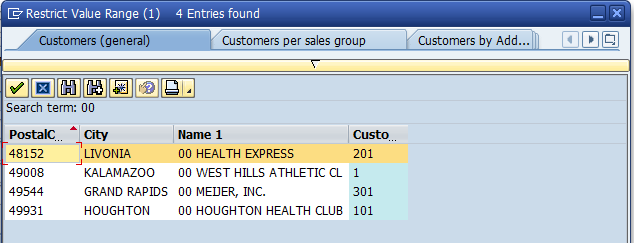 Restrict Value Range (1) 4 Entries found
Customers (general) Customers per sales group Customers by Add...
Search term: 00
PostalC... City Name 1 Custo...
48152 LIVONIA 00 HEALTH EXPRESS 201
49008 KALAMAZOO 00 WEST HILLS ATHLETIC CL 1
49544 GRAND RAPIDS 00 MEIJER, INC. 301
49931 HOUGHTON 00 HOUGHTON HEALTH CLUB 101